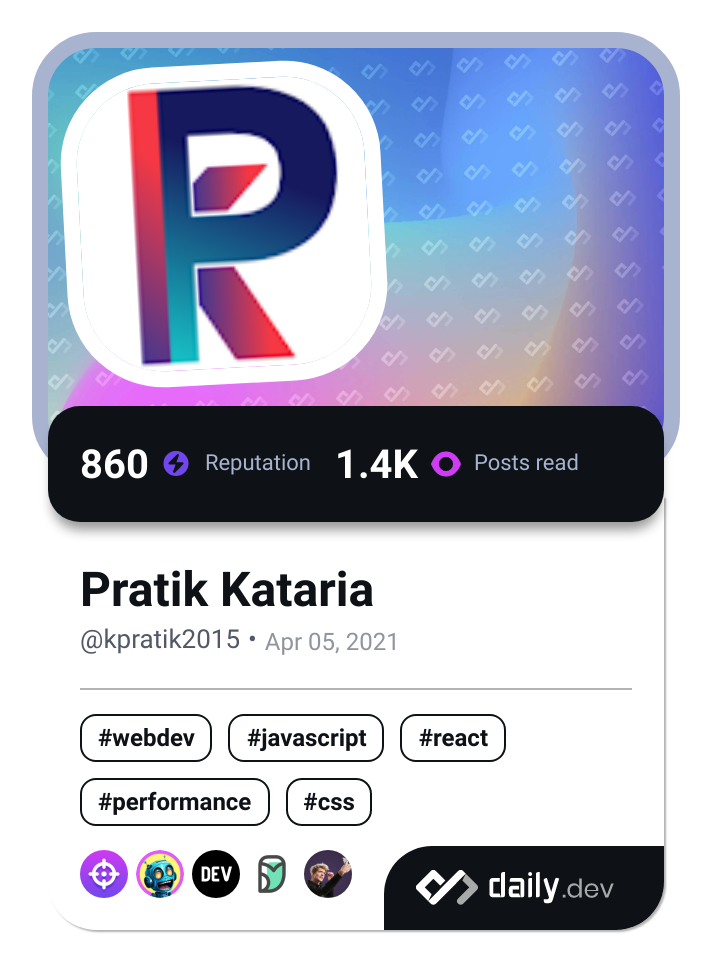 860 Reputation 1.4K Posts read
Pratik Kataria
@kpratik2015 • Apr 05, 2021
#webdev #javascript #react
#performance #css
DEV
daily.dev